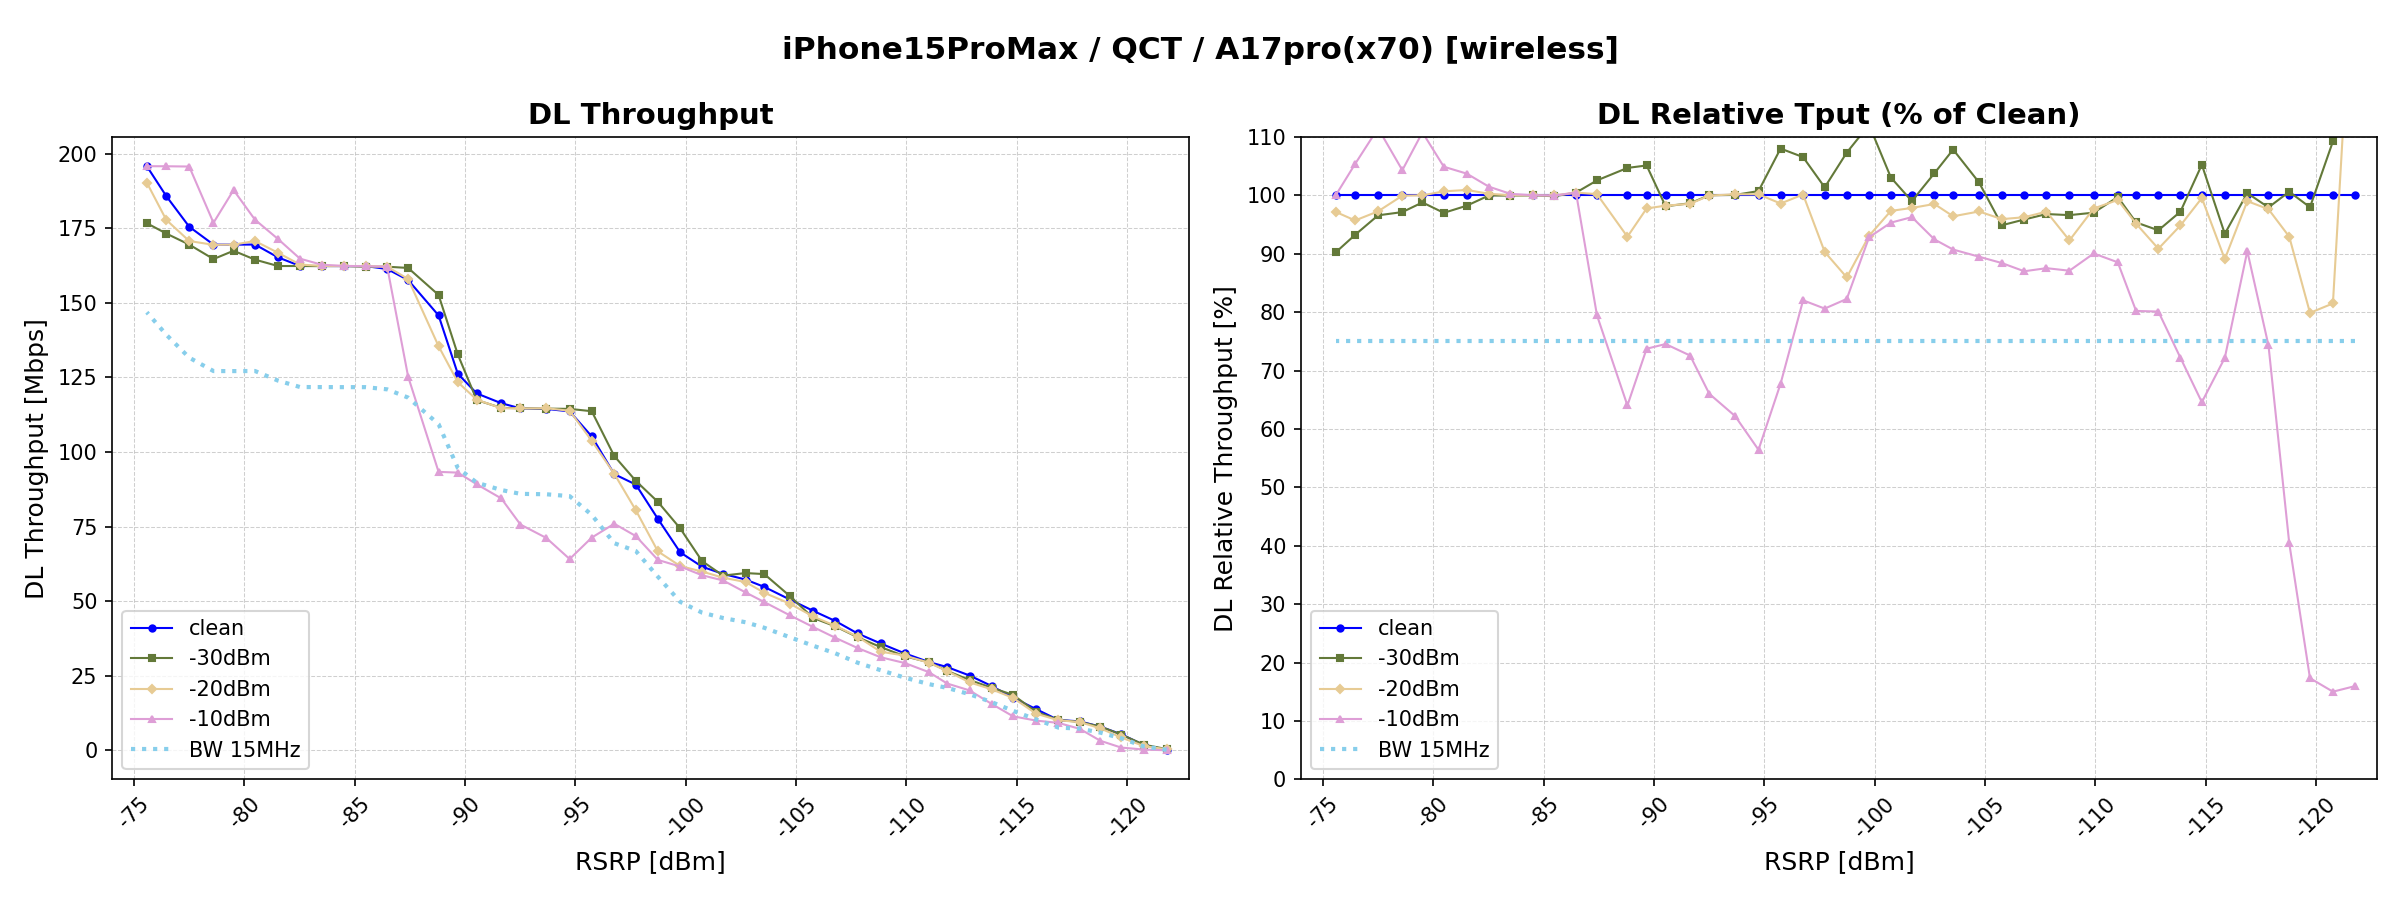 iPhone15ProMax / QCT / A17pro(x70) [wireless]
DL Throughput
DL Throughput [Mbps]
200
175
150
125
100
75
50
25
0
clean
-30dBm
-20dBm
-10dBm
BW 15MHz
-75
-80
-85
-90
-95
-100
-105
-110
-115
-120
RSRP [dBm]
DL Relative Tput (% of Clean)
DL Relative Throughput [%]
110
100
90
80
70
60
50
40
30
20
10
0
clean
-30dBm
-20dBm
-10dBm
BW 15MHz
-75
-80
-85
-90
-95
-100
-105
-110
-115
-120
RSRP [dBm]